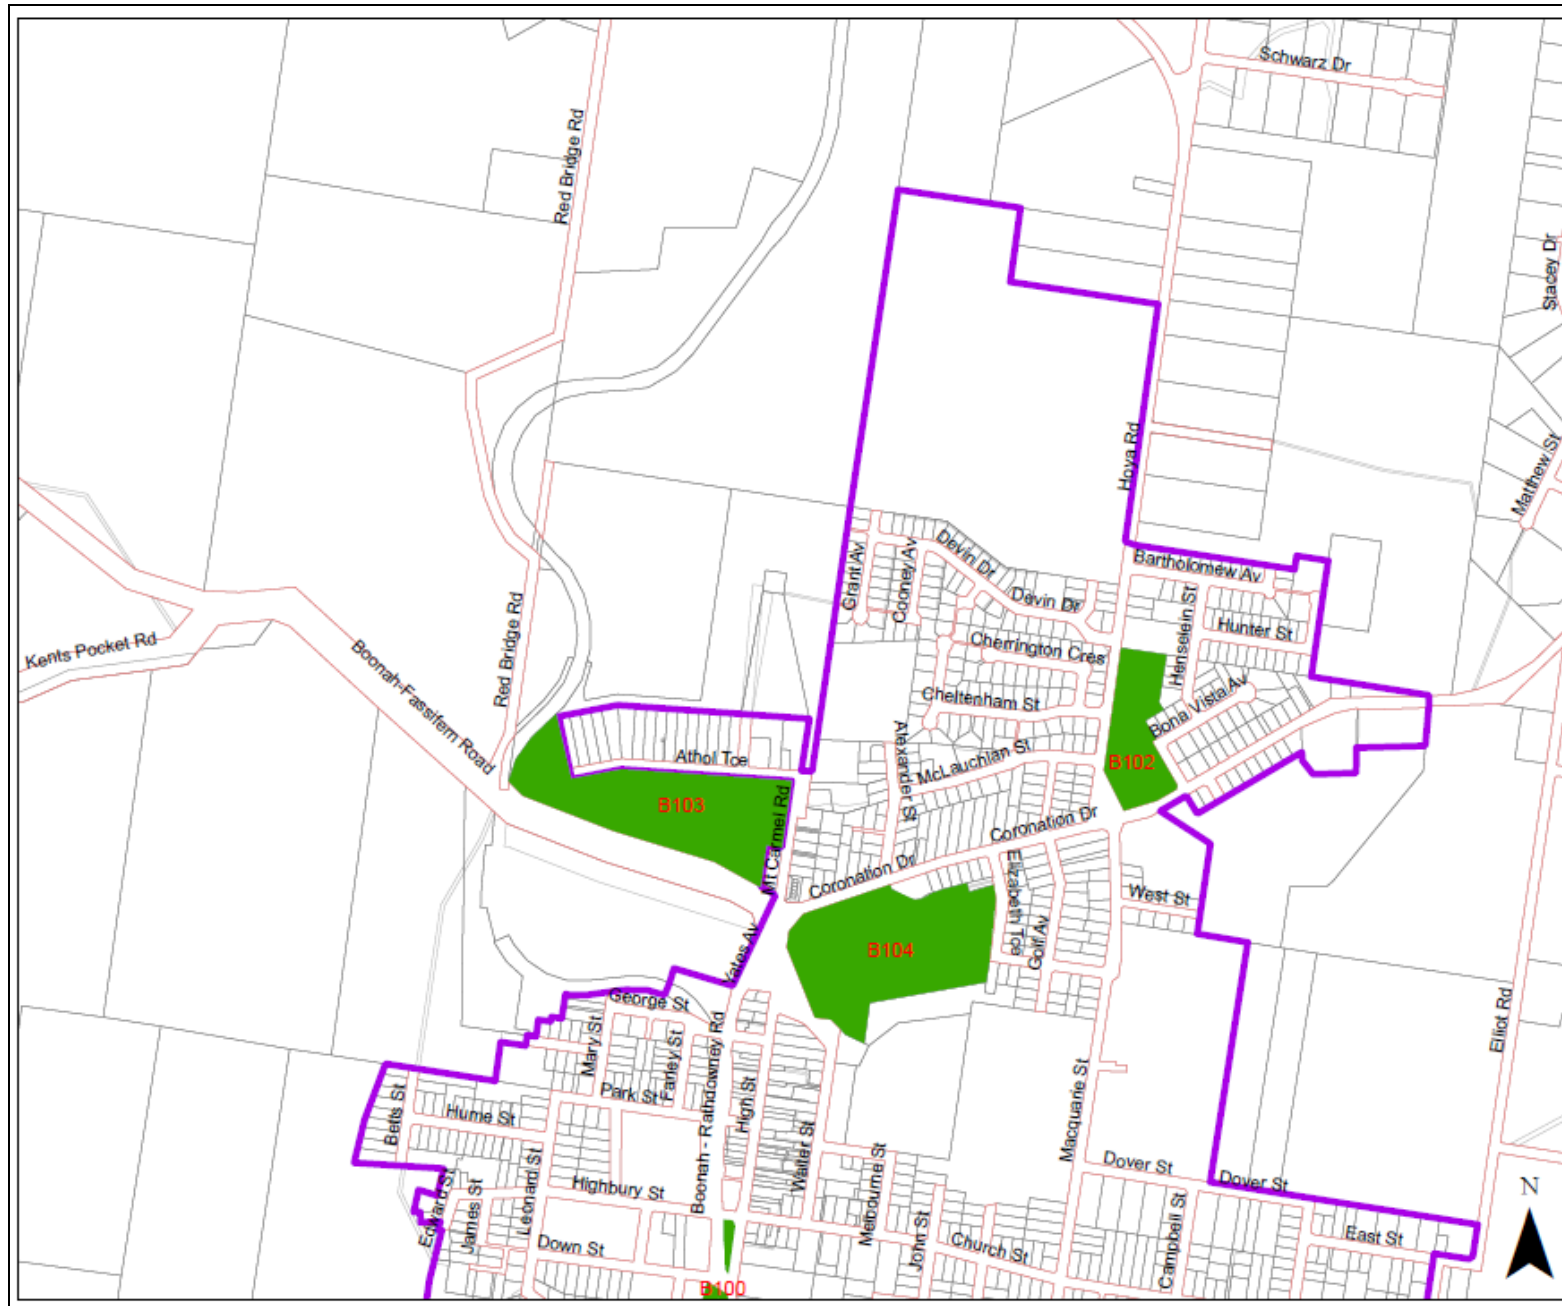 Schwarz Dr
Red Bridge Rd
Stacey Dr
Hoya Rd
Matthew St
Devin Dr
Grant Av
Cooney Av
Bartholomew Av
Devin Dr
Henselein St
Hunter St
Kents Pocket Rd
Boonah-Fassifern Road
Red Bridge Rd
Cherrington Cres
Cheltenham St
Bona Vista Av
Alexander St
McLauchlan St
Athol Tce
B102
B103
Mt Carmel Rd
Coronation Dr
Coronation Dr
Elizabeth Tce
West St
B104
Golf Av
Yates Av
George St
Elliot Rd
Mary St
Farley St
Boonah - Rathdowney Rd
High St
Park St
Macquarie St
Betts St
Hume St
Walter St
Melbourne St
Dover St
Dover St
N
Edward St
James St
Leonard St
Highbury St
John St
Church St
Campbell St
East St
Down St
B100